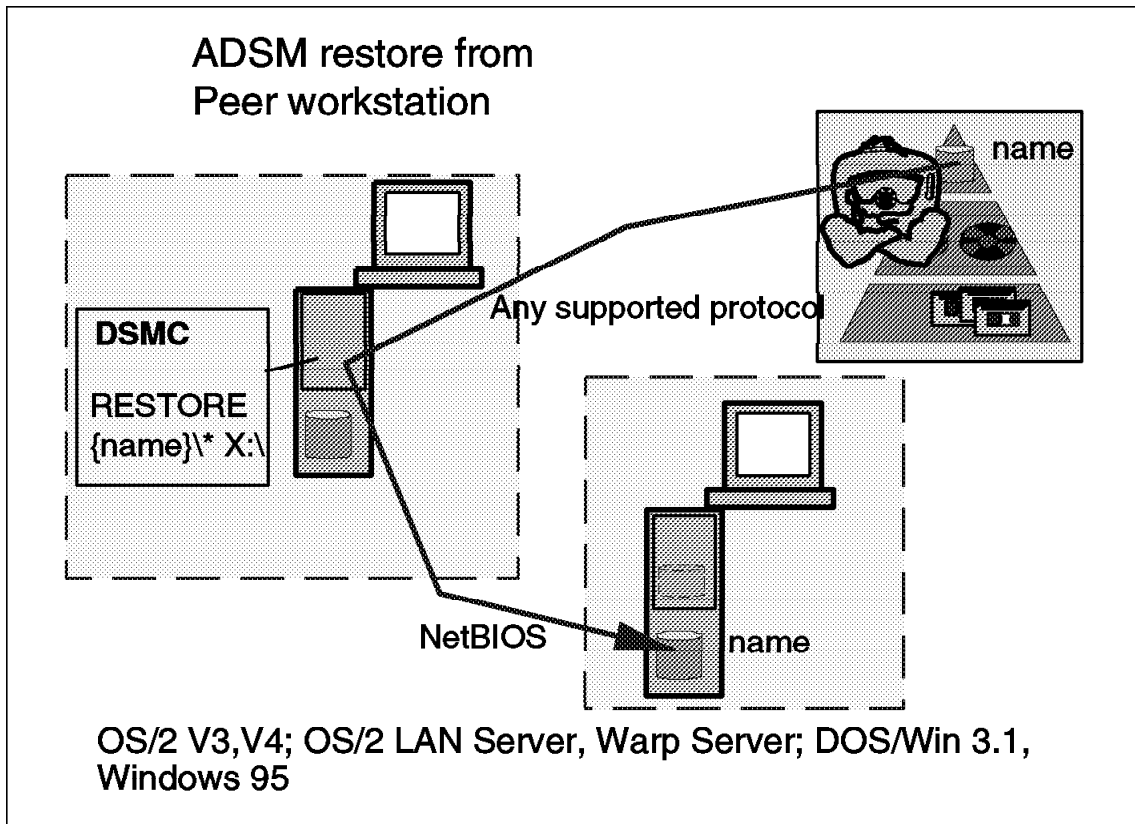 ADSM restore from
Peer workstation
name
Any supported protocol
DSMC
RESTORE
{name}\* X:\
NetBIOS
name
OS/2 V3,V4; OS/2 LAN Server, Warp Server; DOS/Win 3.1,
Windows 95